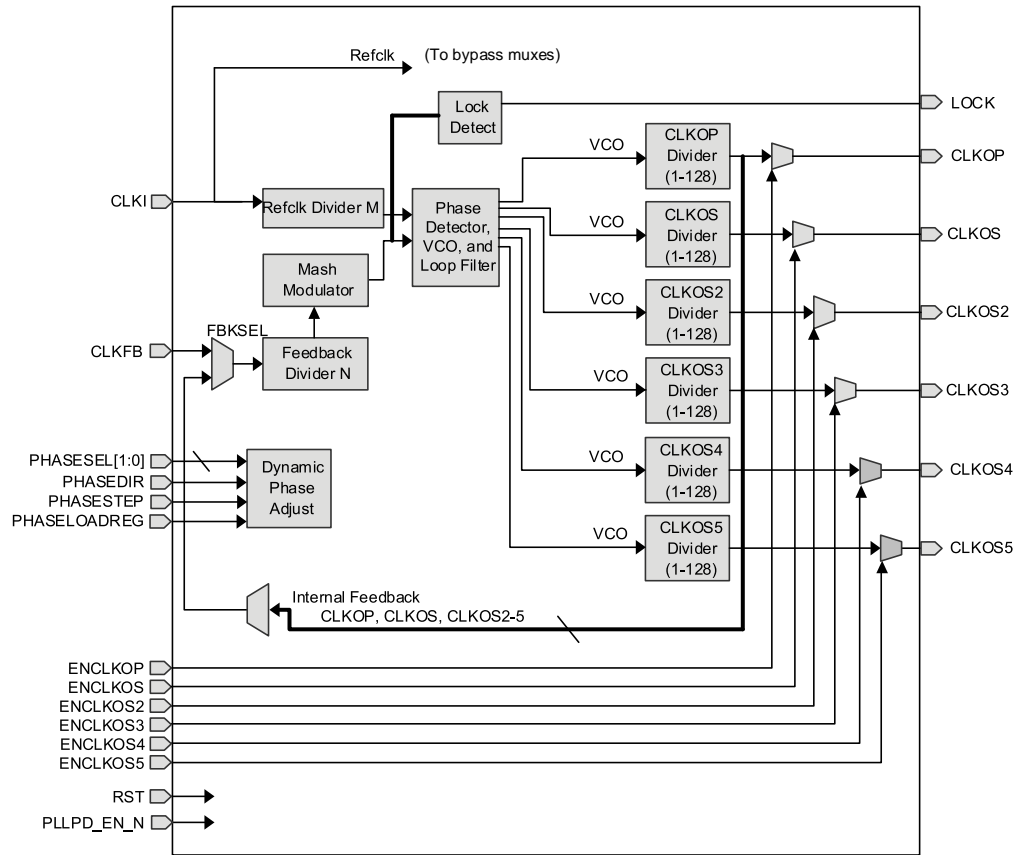 Refclk (To bypass muxes)
Lock
Detect
LOCK
VCO
CLKOP
Divider
(1-128)
CLKOP
CLKI
Refclk Divider M
Phase
Detector,
VCO, and
Loop Filter
VCO
CLKOS
Divider
(1-128)
CLKOS
Mash
Modulator
VCO
CLKOS2
Divider
(1-128)
CLKOS2
FBKSEL
CLKFB
Feedback
Divider N
VCO
CLKOS3
Divider
(1-128)
CLKOS3
PHASESEL[1:0]
PHASEDIR
PHASESTEP
PHASELOADREG
Dynamic
Phase
Adjust
VCO
CLKOS4
Divider
(1-128)
CLKOS4
VCO
CLKOS5
Divider
(1-128)
CLKOS5
Internal Feedback
CLKOP, CLKOS, CLKOS2-5
ENCLKOP
ENCLKOS
ENCLKOS2
ENCLKOS3
ENCLKOS4
ENCLKOS5
RST
PLLPD_EN_N